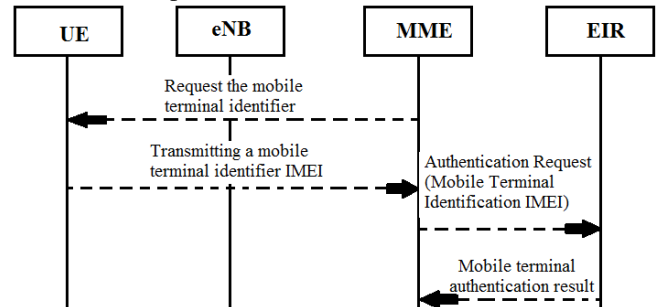 UE
eNB
MME
EIR
Request the mobile
terminal identifier
Transmitting a mobile
terminal identifier IMEI
Authentication Request
(Mobile Terminal
Identification IMEI)
Mobile terminal
authentication result